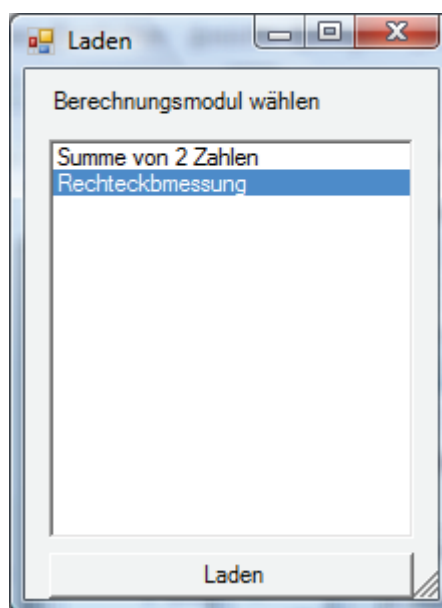 Laden
Berechnungsmodul wählen
Summe von 2 Zahlen
Rechteckbmessung
Laden